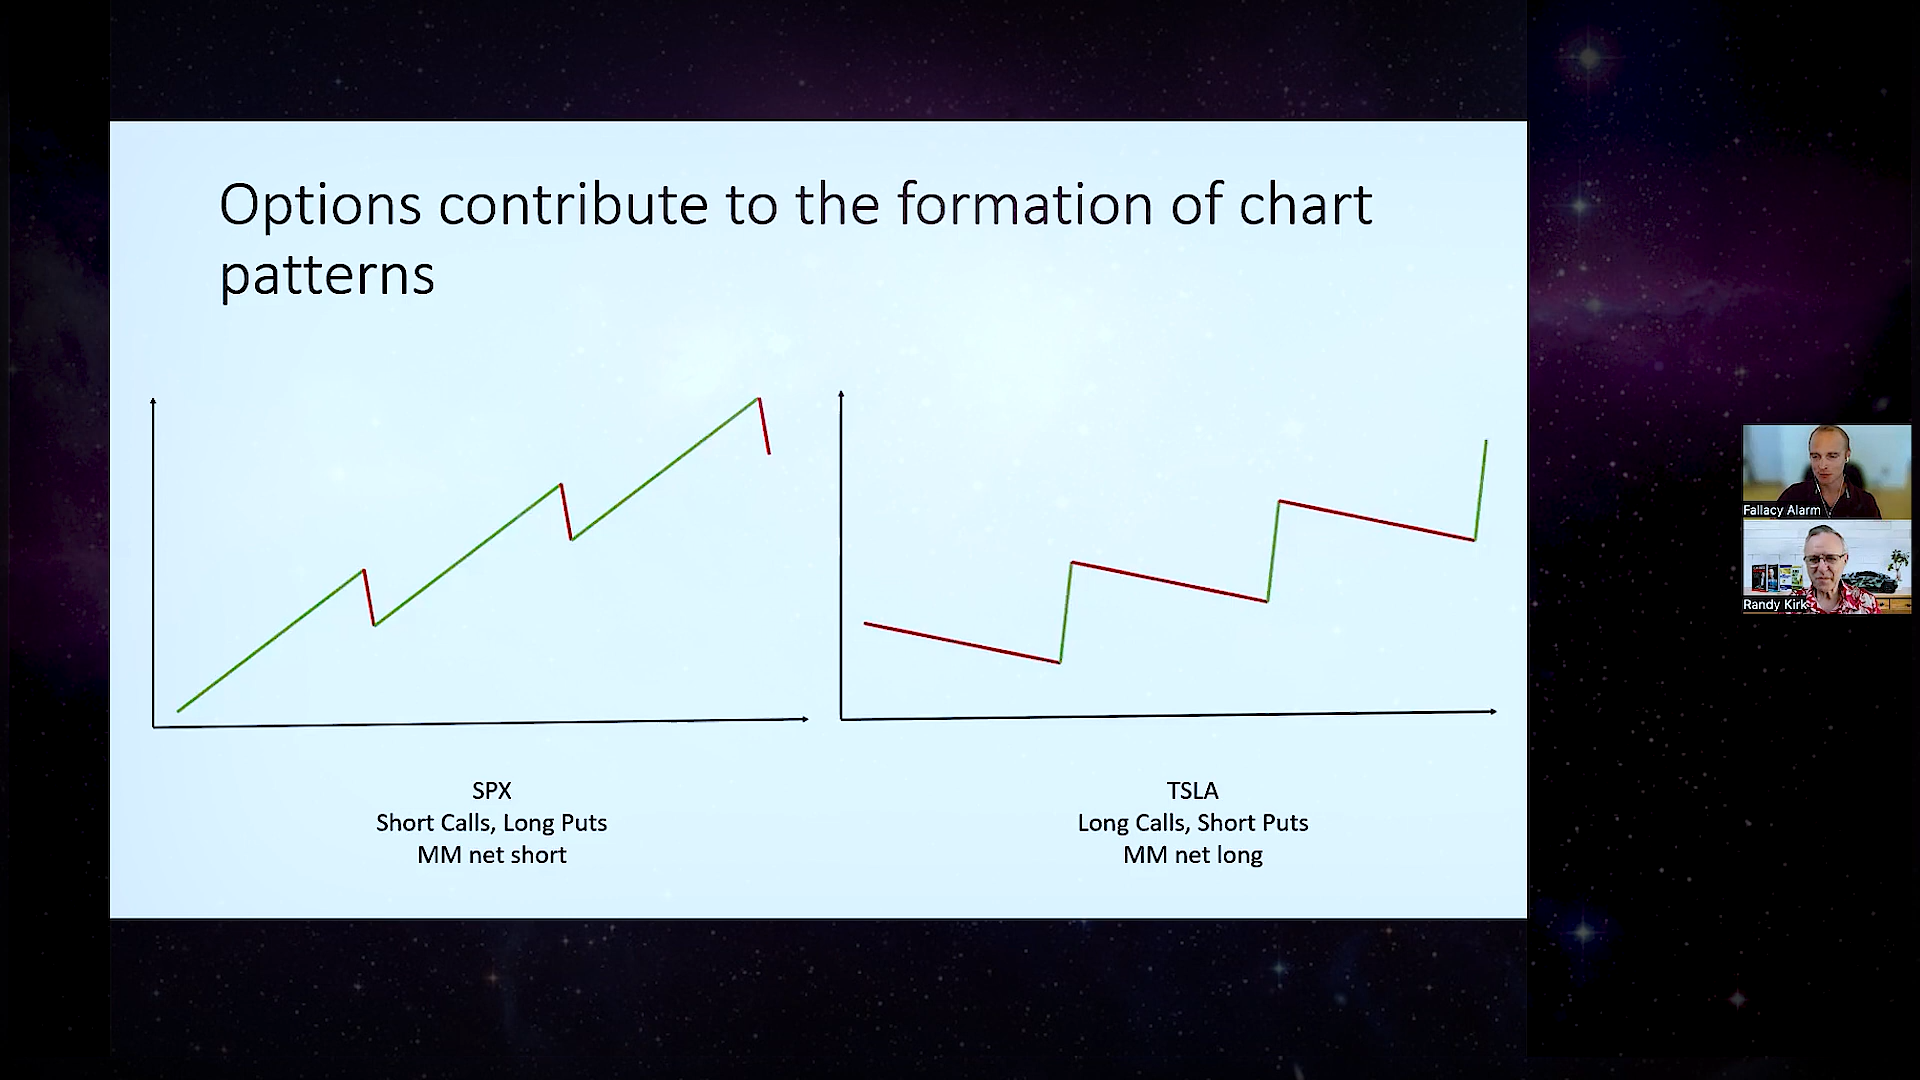 Options contribute to the formation of chart
patterns
SPX
Short Calls, Long Puts
MM net short
TSLA
Long Calls, Short Puts
MM net long
Fallacy Alarm
Randy Kirk